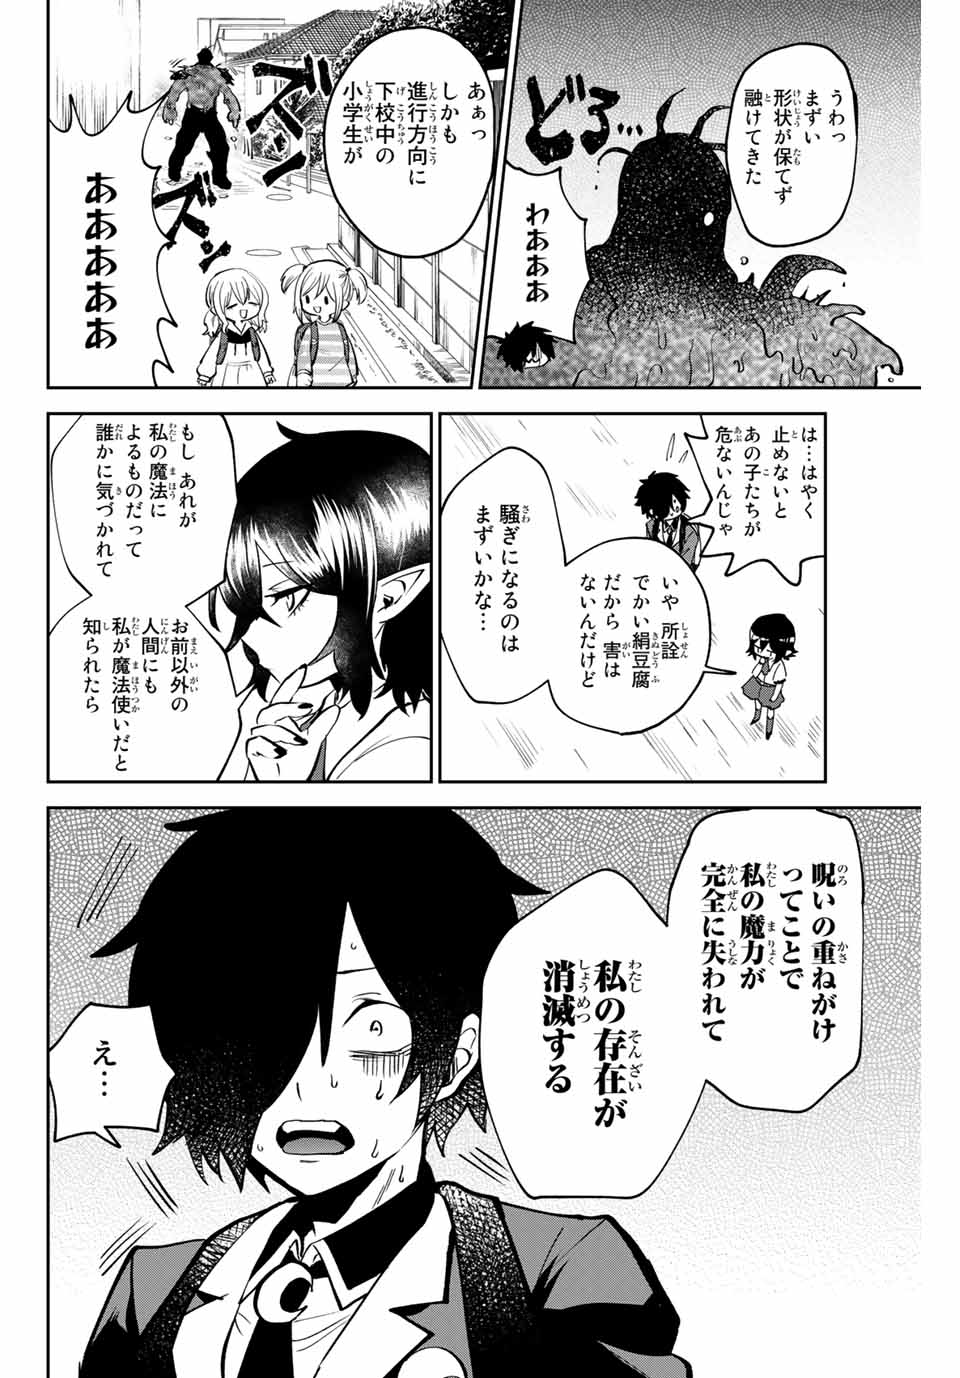 うわっ
まずい
形状が保てず
融けてきた
どろ…
わあああ
あぁっ
しかも
進行方向に
下校中の
小学生が
ズン
ズン
ああああああ
は…はやく
止めないと
あの子たちが
危ないんじゃ
いや 所詮
でかい絹豆腐
だから 害は
ないんだけど
騒ぎになるのは
まずいかな…
もし あれが
私の魔法に
よるものだって
誰かに気づかれて
お前以外の
人間にも
私が魔法使いだと
知られたら
呪いの重ねがけ
ってことで
私の魔力が
完全に失われて
私の存在が
消滅する
え…